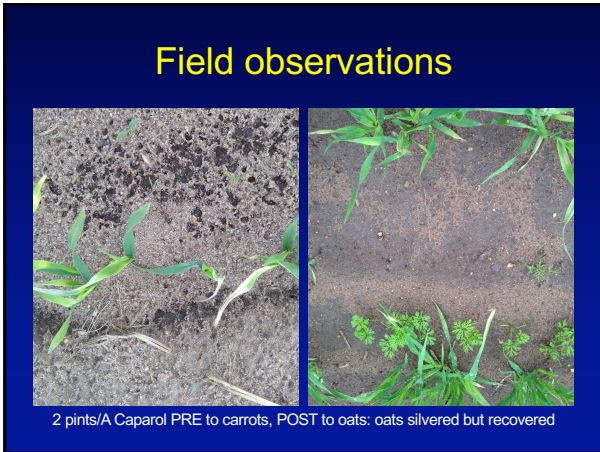 Field observations
2 pints/A Caparol PRE to carrots, POST to oats: oats silvered but recovered